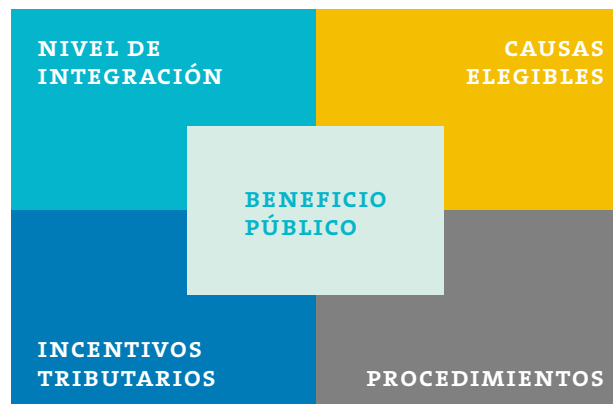 NIVEL DE
INTEGRACIÓN
CAUSAS
ELEGIBLES
BENEFICIO
PÚBLICO
INCENTIVOS
TRIBUTARIOS
PROCEDIMIENTOS